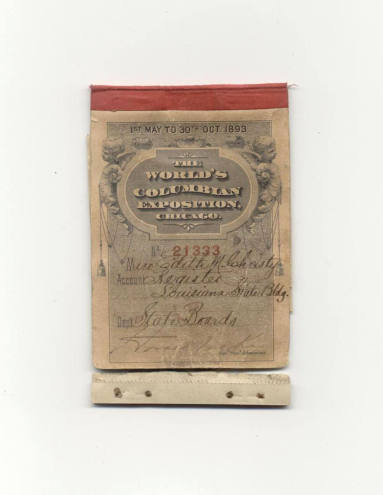 1ST MAY TO 30TH OCT. 1893
THE
WORLD'S
COLUMBIAN
EXPOSITION,
CHICAGO.
No. 21333
Miss Edith M. Christy
Account Register
Louisiana State Bldg.
Dept. State Boards